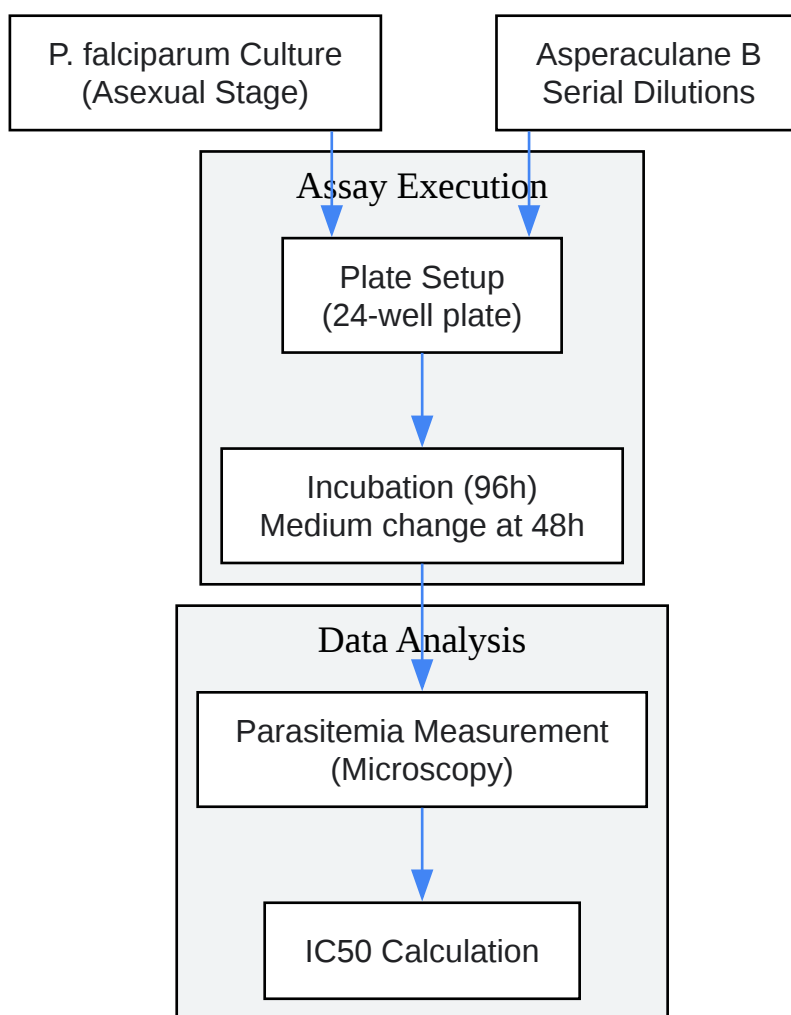 P. falciparum Culture
(Asexual Stage)
Asperaculane B
Serial Dilutions
Assay Execution
Plate Setup
(24-well plate)
Incubation (96h)
Medium change at 48h
Data Analysis
Parasitemia Measurement
(Microscopy)
IC50 Calculation